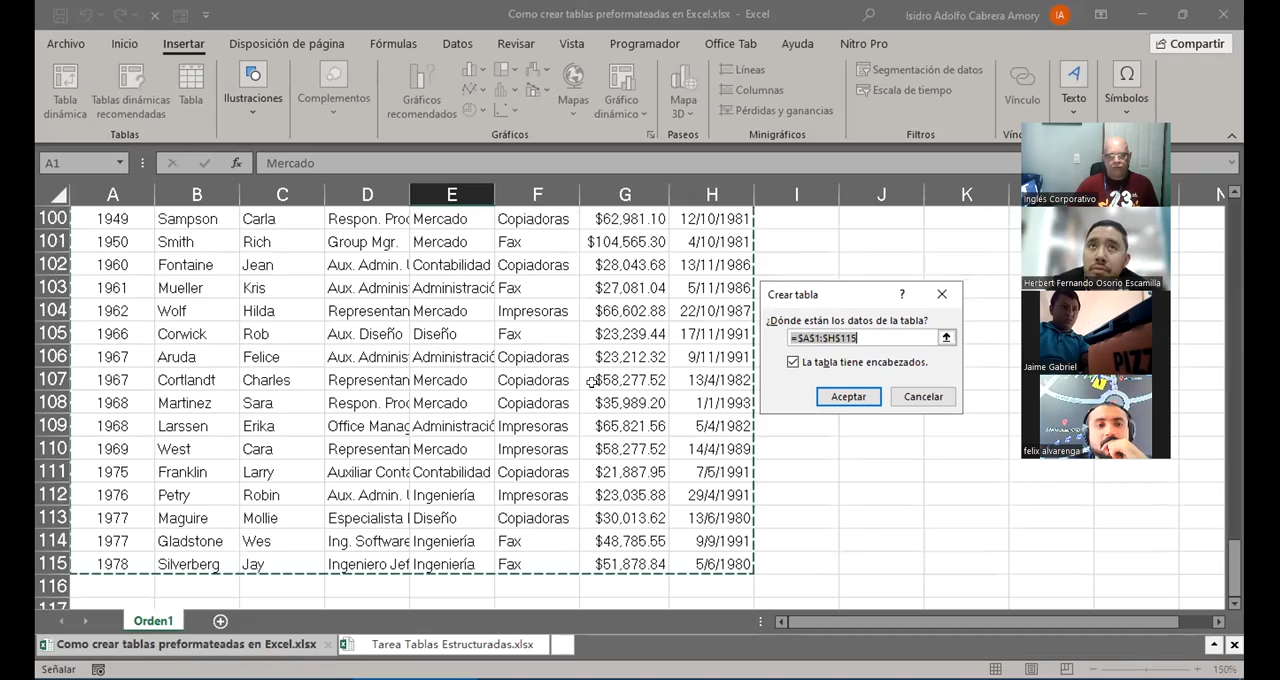 Como crear tablas preformateadas en Excel.xlsx - Excel
Isidro Adolfo Cabrera Amory IA
Archivo Inicio Insertar Disposición de página Fórmulas Datos Revisar Vista Programador Office Tab Ayuda Nitro Pro Compartir
Tabla dinámica
Tablas dinámicas recomendadas
Tabla
Ilustraciones
Complementos
Gráficos recomendados
Mapas
Gráfico dinámico
Mapa 3D
Líneas
Columnas
Pérdidas y ganancias
Segmentación de datos
Escala de tiempo
Vínculo
Texto
Símbolos
Tablas Gráficos Paseos Minigráficos Filtros
A1 fx Mercado
A B C D E F G H I J K N
100 1949 Sampson Carla Respon. Pro Mercado Copiadoras $62,981.10 12/10/1981
101 1950 Smith Rich Group Mgr. Mercado Fax $104,565.30 4/10/1981
102 1960 Fontaine Jean Aux. Admin. Contabilidad Copiadoras $28,043.68 13/11/1986
103 1961 Mueller Kris Aux. Adminis Administració Copiadoras $27,081.04 5/11/1986
104 1962 Wolf Hilda Representan Mercado Impresoras $66,602.88 22/10/1987
105 1966 Corwick Rob Aux. Diseño Diseño Fax $23,239.44 17/11/1991
106 1966 Aruda Felice Aux. Adminis Administració Fax $23,212.32 9/11/1991
107 1967 Cortlandt Charles Representan Mercado Copiadoras $58,277.52 13/4/1982
108 1968 Martinez Sara Respon. Pro Mercado Copiadoras $35,989.20 1/1/1993
109 1968 Larssen Erika Office Mana Administració Impresoras $65,821.56 5/4/1982
110 1969 West Cara Representan Mercado Impresoras $58,277.52 14/4/1989
111 1975 Franklin Larry Auxiliar Cont Contabilidad Copiadoras $21,887.95 7/5/1991
112 1976 Petry Robin Aux. Admin. Ingeniería Impresoras $23,035.88 29/4/1991
113 1977 Maguire Mollie Especialista Diseño Copiadoras $30,013.62 13/6/1980
114 1977 Gladstone Wes Ing. Software Ingeniería Fax $48,785.55 9/9/1991
115 1978 Silverberg Jay Ingeniero Jef Ingeniería Fax $51,878.84 5/6/1980
116
117
Crear tabla ?
¿Dónde están los datos de la tabla?
=$A$1:$H$115
La tabla tiene encabezados.
Aceptar Cancelar
23
Inglés Corporativo
Herbert Fernando Osorio Escamilla
PIZZ
Jaime Gabriel
felix alvarenga
Orden1
Como crear tablas preformateadas en Excel.xlsx Tarea Tablas Estructuradas.xlsx
Señalar 150%